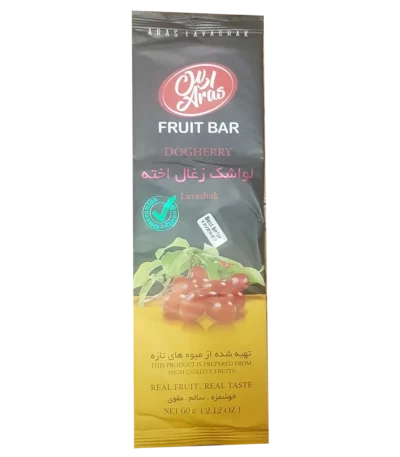 ARAS LAVASHAK
ارس
Aras
FRUIT BAR
DOGHERRY
لواشک زغال اخته
Lavashak
تهیه شده از میوه های تازه
THIS PRODUCT IS PREPARED FROM
HIGH QUALITY FRUITS
REAL FRUIT, REAL TASTE
خوشمزه . سالم . مقوی
NET 60 g. ( 2.12 OZ )